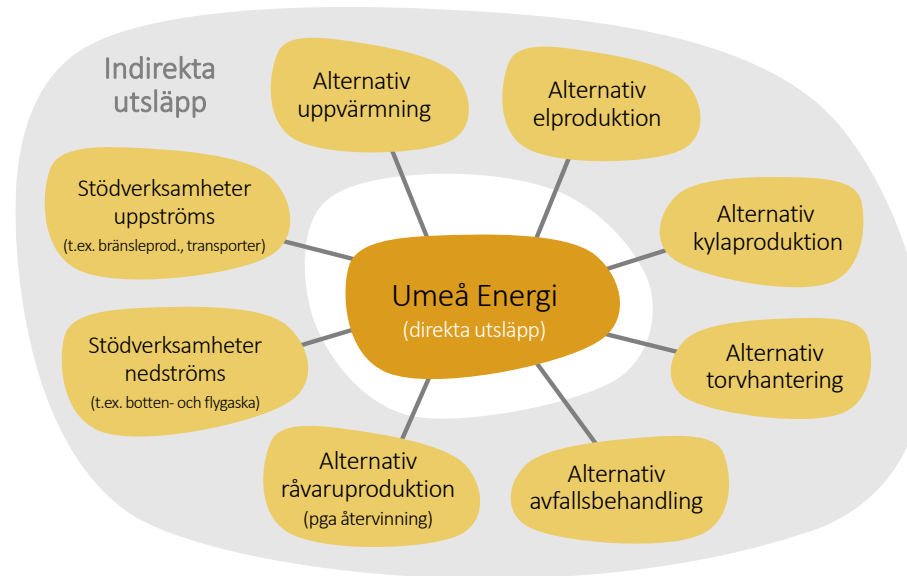 Indirekta
utsläpp
Alternativ
uppvärmning
Alternativ
elproduktion
Stödverksamheter
uppströms
(t.ex. bränsleprod., transporter)
Alternativ
kylaproduktion
Umeå Energi
(direkta utsläpp)
Stödverksamheter
nedströms
(t.ex. botten- och flygaska)
Alternativ
torvhantering
Alternativ
råvaruproduktion
(pga återvinning)
Alternativ
avfallsbehandling